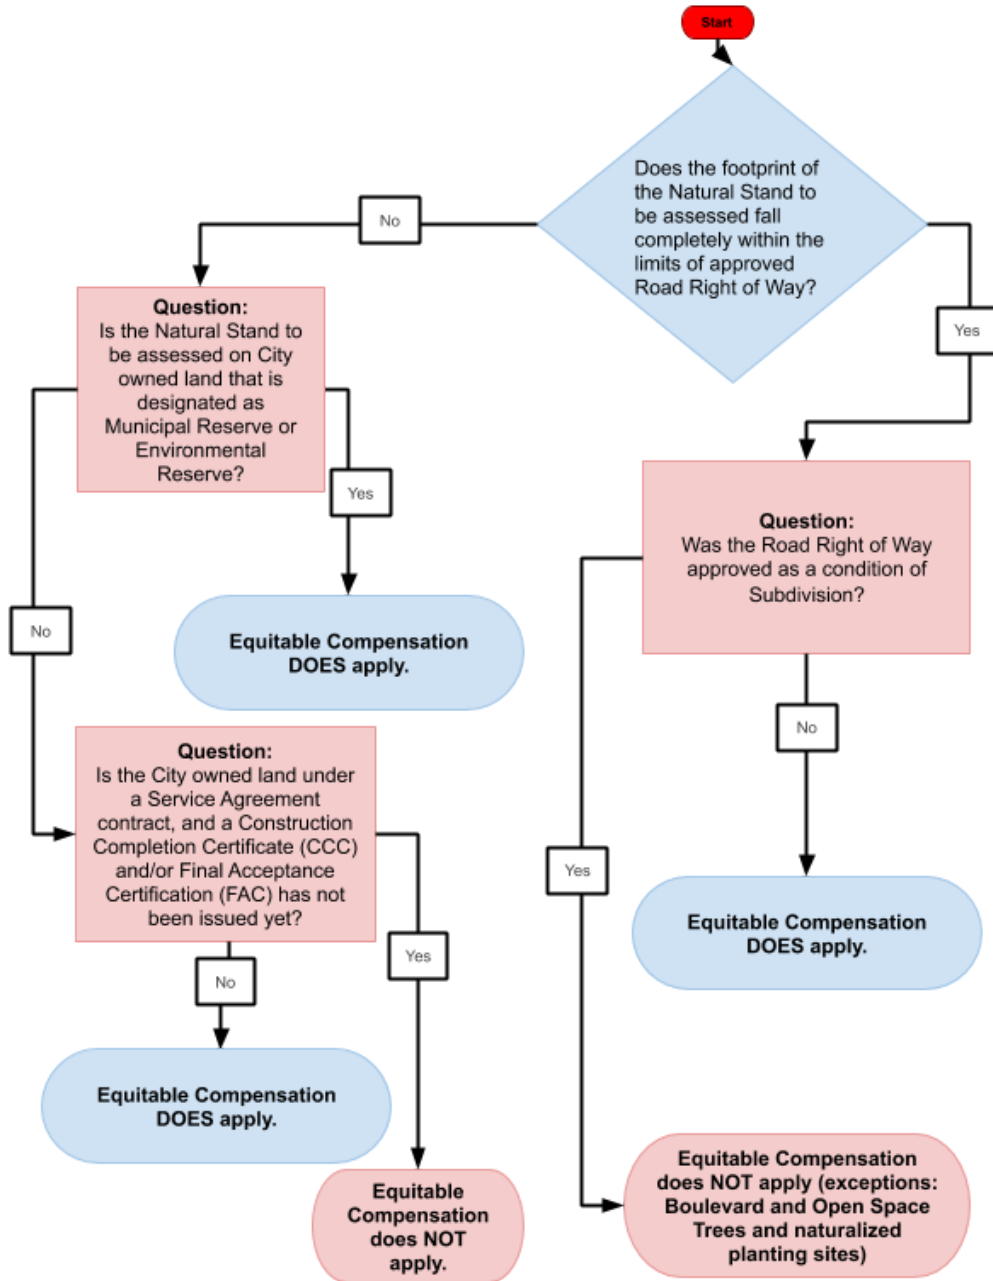 Start
Does the footprint of
the Natural Stand to
be assessed fall
completely within the
limits of approved
Road Right of Way?
No
Yes
Question:
Is the Natural Stand to
be assessed on City
owned land that is
designated as
Municipal Reserve or
Environmental
Reserve?
Yes
No
Equitable Compensation
DOES apply.
Question:
Was the Road Right of Way
approved as a condition of
Subdivision?
No
Yes
Equitable Compensation
DOES apply.
Question:
Is the City owned land under
a Service Agreement
contract, and a Construction
Completion Certificate (CCC)
and/or Final Acceptance
Certification (FAC) has not
been issued yet?
No
Yes
Equitable Compensation
DOES apply.
Equitable
Compensation
does NOT
apply.
Equitable Compensation
does NOT apply (exceptions:
Boulevard and Open Space
Trees and naturalized
planting sites)